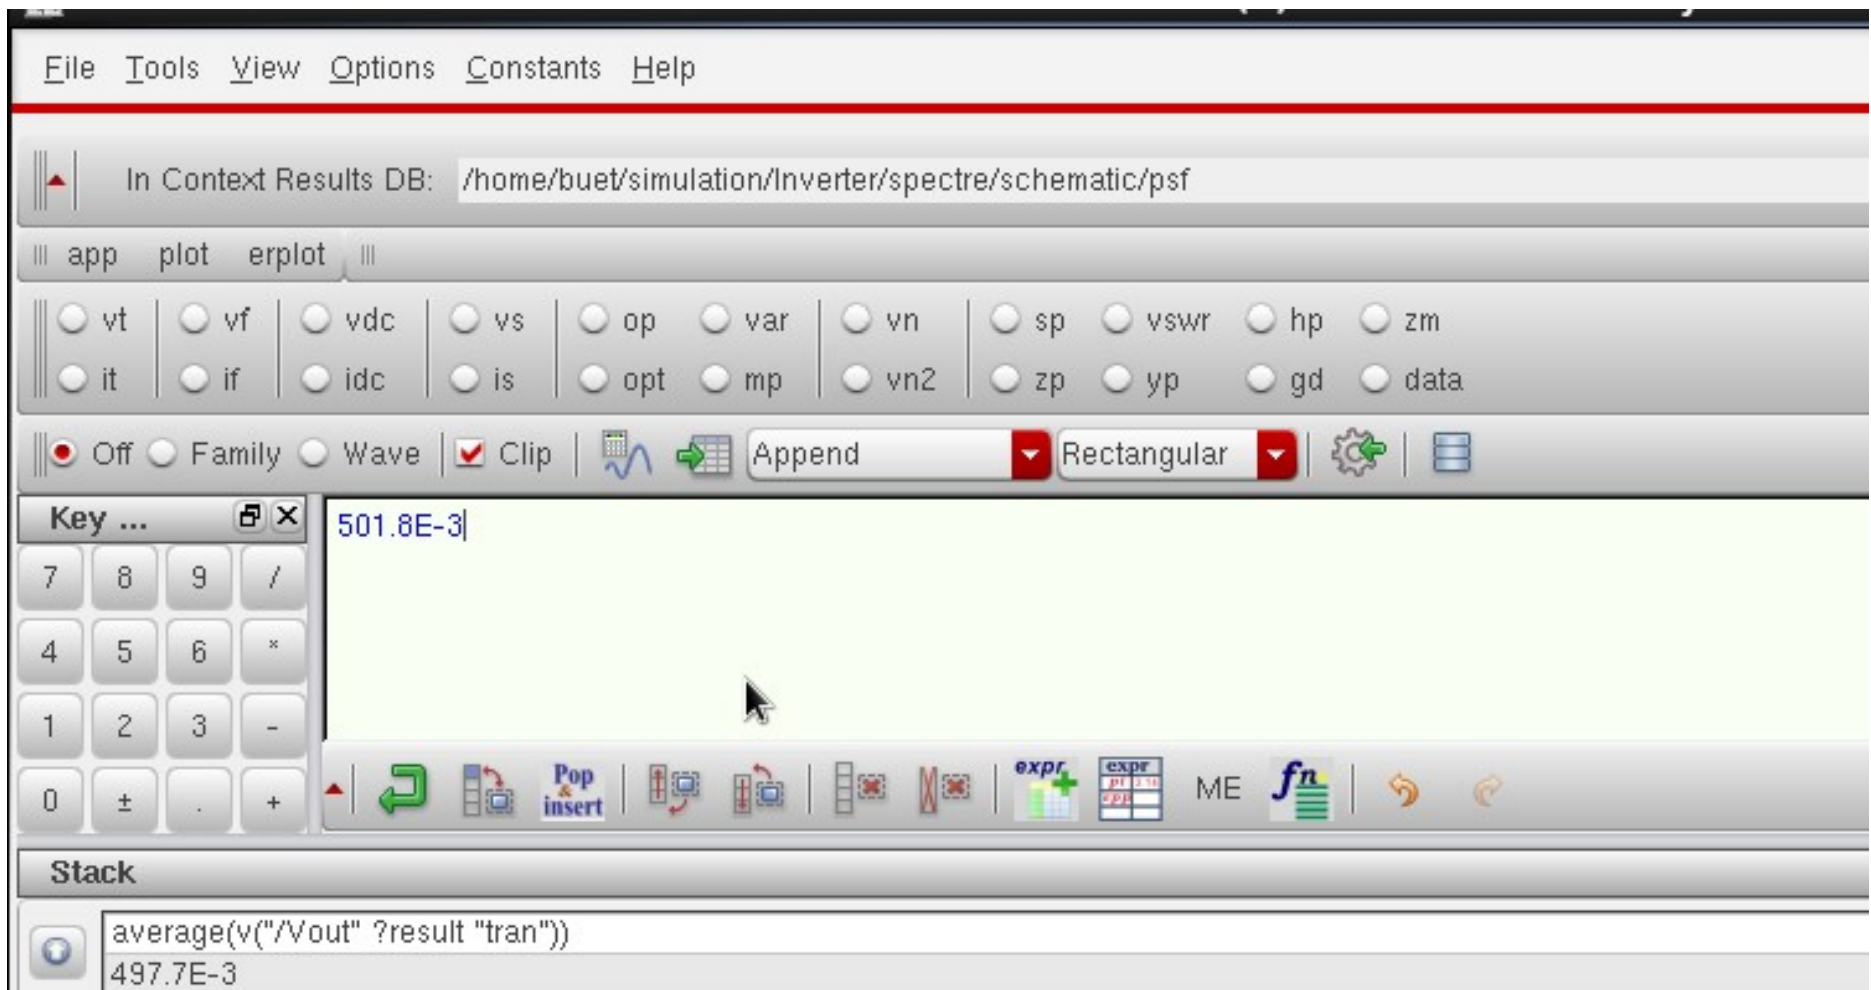 File Tools View Options Constants Help
In Context Results DB: /home/buet/simulation/Inverter/spectre/schematic/psf
app plot erplot
vt vf vdc vs op var vn sp vswr hp zm
it if idc is opt mp vn2 zp yp gd data
Off Family Wave Clip Append Rectangular
Key ...
501.8E-3
7 8 9 /
4 5 6 *
1 2 3 -
0 ± . +
Pop & insert expr expr ME fn
Stack
average(v("/Vout" ?result "tran"))
497.7E-3